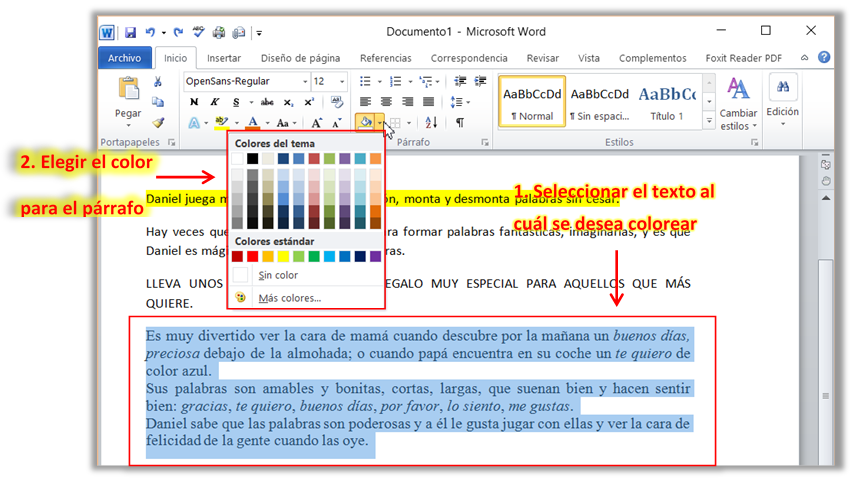 Documento1 - Microsoft Word
Archivo Inicio Insertar Diseño de página Referencias Correspondencia Revisar Vista Complementos Foxit Reader PDF
OpenSans-Regular 12
Pegar
N K S abc x₂ x²
A ab A Aa A A
AaBbCcDd AaBbCcDd AaBbCc
¶ Normal ¶ Sin espaci... Título 1
Cambiar estilos
Edición
Portapapeles Párrafo Estilos
2. Elegir el color
para el párrafo
Colores del tema
Colores estándar
Sin color
Más colores...
1. Seleccionar el texto al
cuál se desea colorear
Daniel juega ón, monta y desmonta palabras sin cesar.
Hay veces que ra formar palabras fantásticas, imaginarias, y es que
Daniel es mág ras.
LLEVA UNOS EGALO MUY ESPECIAL PARA AQUELLOS QUE MÁS
QUIERE.
Es muy divertido ver la cara de mamá cuando descubre por la mañana un buenos días,
preciosa debajo de la almohada; o cuando papá encuentra en su coche un te quiero de
color azul.
Sus palabras son amables y bonitas, cortas, largas, que suenan bien y hacen sentir
bien: gracias, te quiero, buenos días, por favor, lo siento, me gustas.
Daniel sabe que las palabras son poderosas y a él le gusta jugar con ellas y ver la cara de
felicidad de la gente cuando las oye.